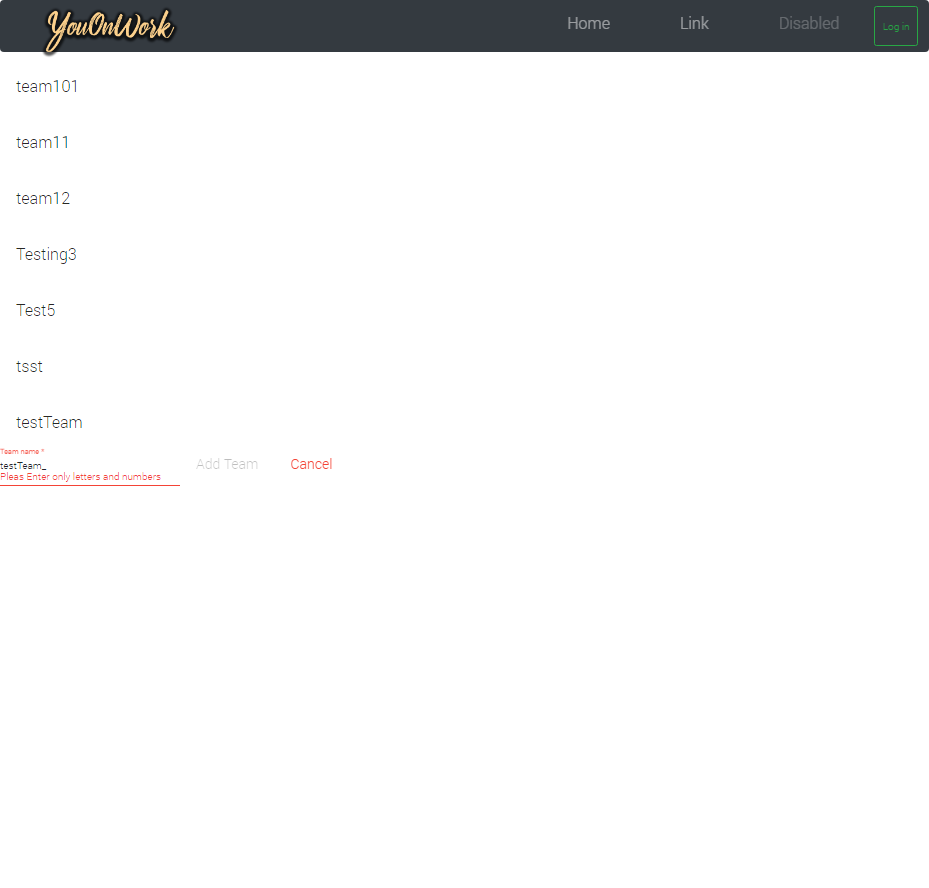 YouOnWork Home Link Disabled Log in
team101
team11
team12
Testing3
Test5
tsst
testTeam
Team name *
testTeam_ Add Team Cancel
Pleas Enter only letters and numbers